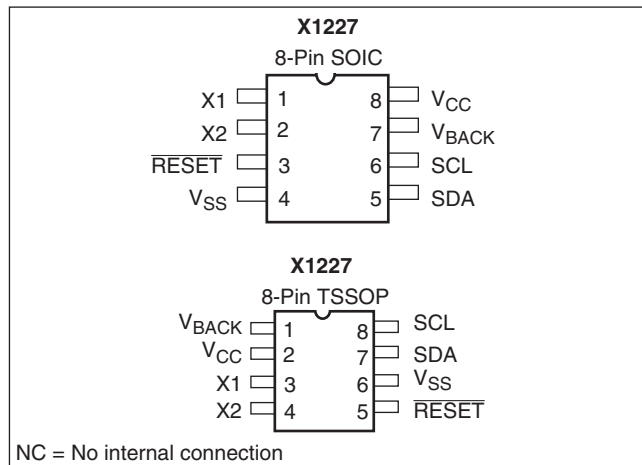 X1227
8-Pin SOIC
X1 1 8 VCC
X2 2 7 VBACK
RESET 3 6 SCL
VSS 4 5 SDA
X1227
8-Pin TSSOP
VBACK 1 8 SCL
VCC 2 7 SDA
X1 3 6 VSS
X2 4 5 RESET
NC = No internal connection